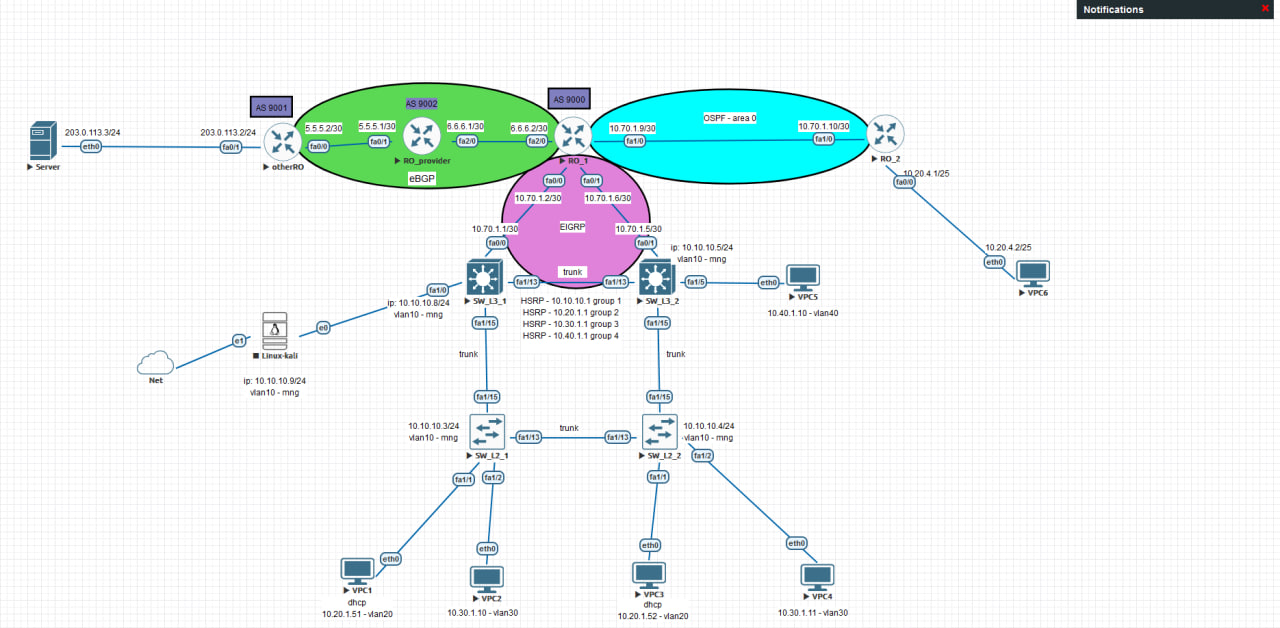 Notifications
AS 9001
AS 9002
AS 9000
OSPF - area 0
203.0.113.3/24
203.0.113.2/24
5.5.5.2/30
5.5.5.1/30
6.6.6.1/30
6.6.6.2/30
10.70.1.9/30
10.70.1.10/30
eth0
fa0/1
fa0/0
fa0/1
fa2/0
fa2/0
fa1/0
fa1/0
Server
otherRO
RO_provider
RO_1
RO_2
eBGP
fa0/0
fa0/1
10.20.4.1/25
fa0/0
10.70.1.2/30
10.70.1.6/30
EIGRP
10.70.1.1/30
10.70.1.5/30
fa0/0
fa0/1
ip: 10.10.10.5/24
vlan10 - mng
10.20.4.2/25
eth0
VPC6
trunk
fa1/13
fa1/13
fa1/5
eth0
fa1/0
SW_L3_1
SW_L3_2
VPC5
ip: 10.10.10.8/24
vlan10 - mng
HSRP - 10.10.10.1 group 1
HSRP - 10.20.1.1 group 2
HSRP - 10.30.1.1 group 3
HSRP - 10.40.1.1 group 4
10.40.1.10 - vlan40
fa1/15
fa1/15
e0
e1
Linux-kali
trunk
trunk
Net
ip: 10.10.10.9/24
vlan10 - mng
fa1/15
fa1/15
10.10.10.3/24
vlan10 - mng
trunk
fa1/13
fa1/13
10.10.10.4/24
vlan10 - mng
SW_L2_1
SW_L2_2
fa1/2
fa1/1
fa1/2
fa1/1
eth0
eth0
eth0
eth0
VPC1
dhcp
10.20.1.51 - vlan20
VPC2
10.30.1.10 - vlan30
VPC3
dhcp
10.20.1.52 - vlan20
VPC4
10.30.1.11 - vlan30